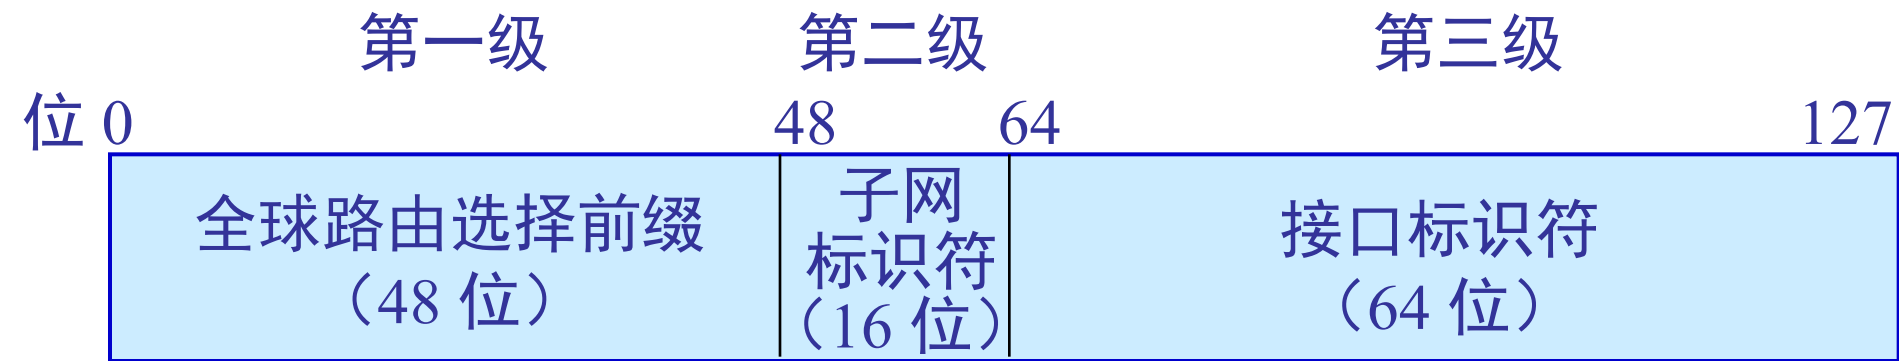 第一级 第二级 第三级
位 0 48 64 127
全球路由选择前缀
（48 位）
子网
标识符
（16 位）
接口标识符
（64 位）